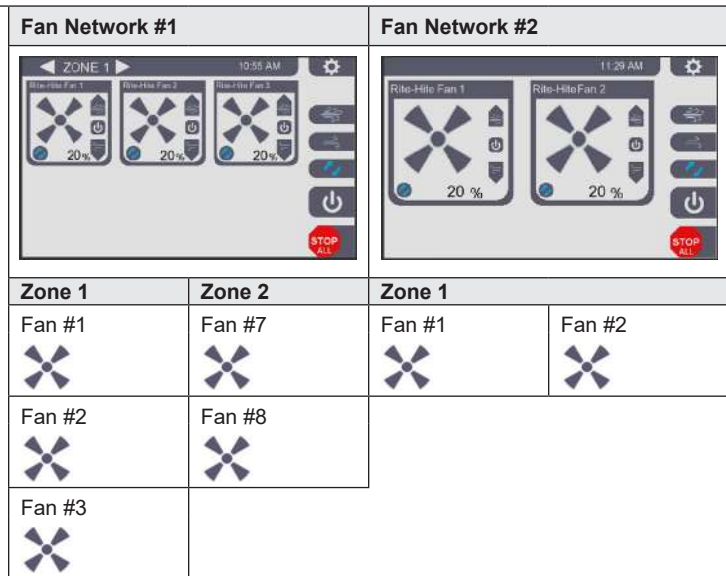 Fan Network #1
Fan Network #2
ZONE 1
10:55 AM
Rite-Hite Fan 1
Rite-Hite Fan 2
Rite-Hite Fan 3
20%
20%
20%
STOP
ALL
11:29 AM
Rite-Hite Fan 1
Rite-HiteFan 2
20 %
20 %
STOP
ALL
Zone 1
Zone 2
Zone 1
Fan #1
Fan #7
Fan #1
Fan #2
Fan #2
Fan #8
Fan #3